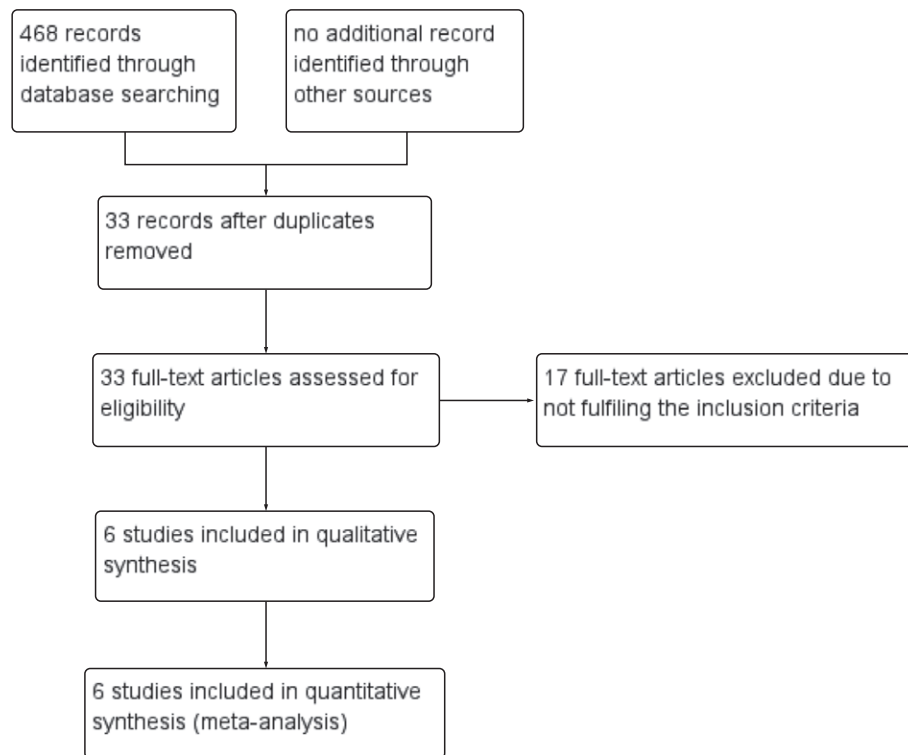 468 records
identified through
database searching
no additional record
identified through
other sources
33 records after duplicates
removed
33 full-text articles assessed for
eligibility
17 full-text articles excluded due to
not fulfiling the inclusion criteria
6 studies included in qualitative
synthesis
6 studies included in quantitative
synthesis (meta-analysis)